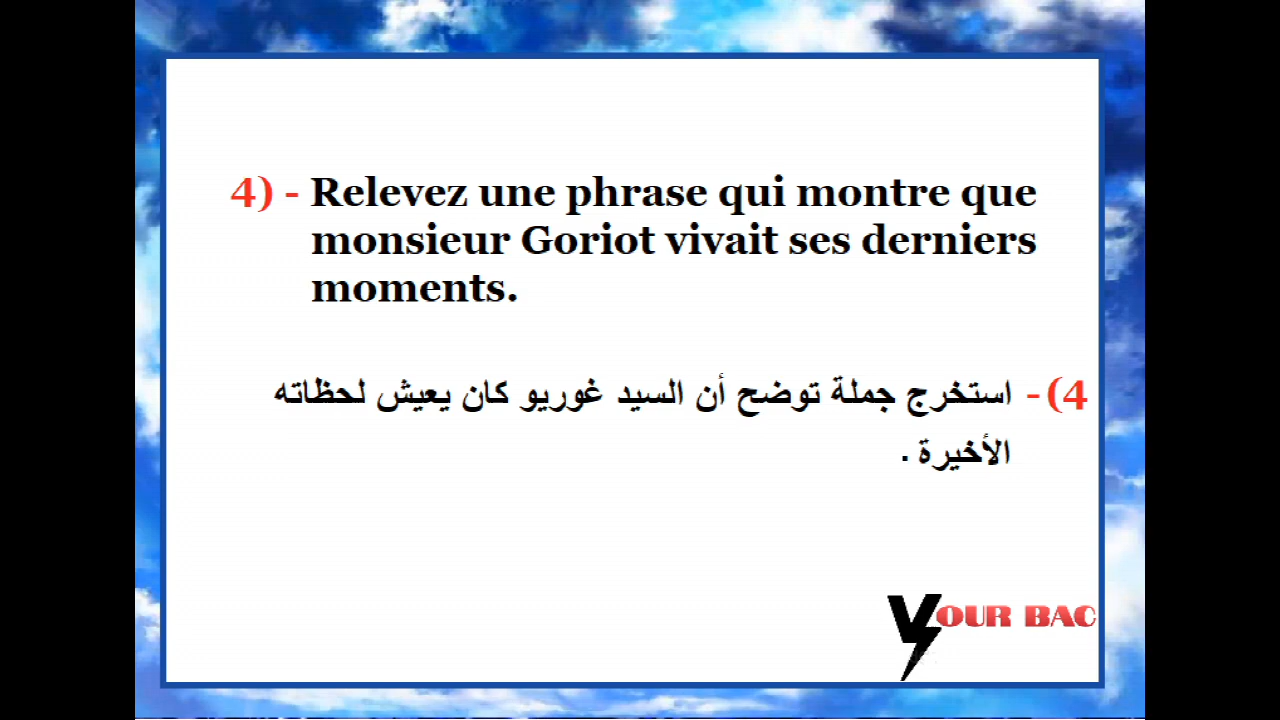 4) - Relevez une phrase qui montre que
monsieur Goriot vivait ses derniers
moments.
4)- استخرج جملة توضح أن السيد غوريو كان يعيش لحظاته
الأخيرة .
YOUR BAC